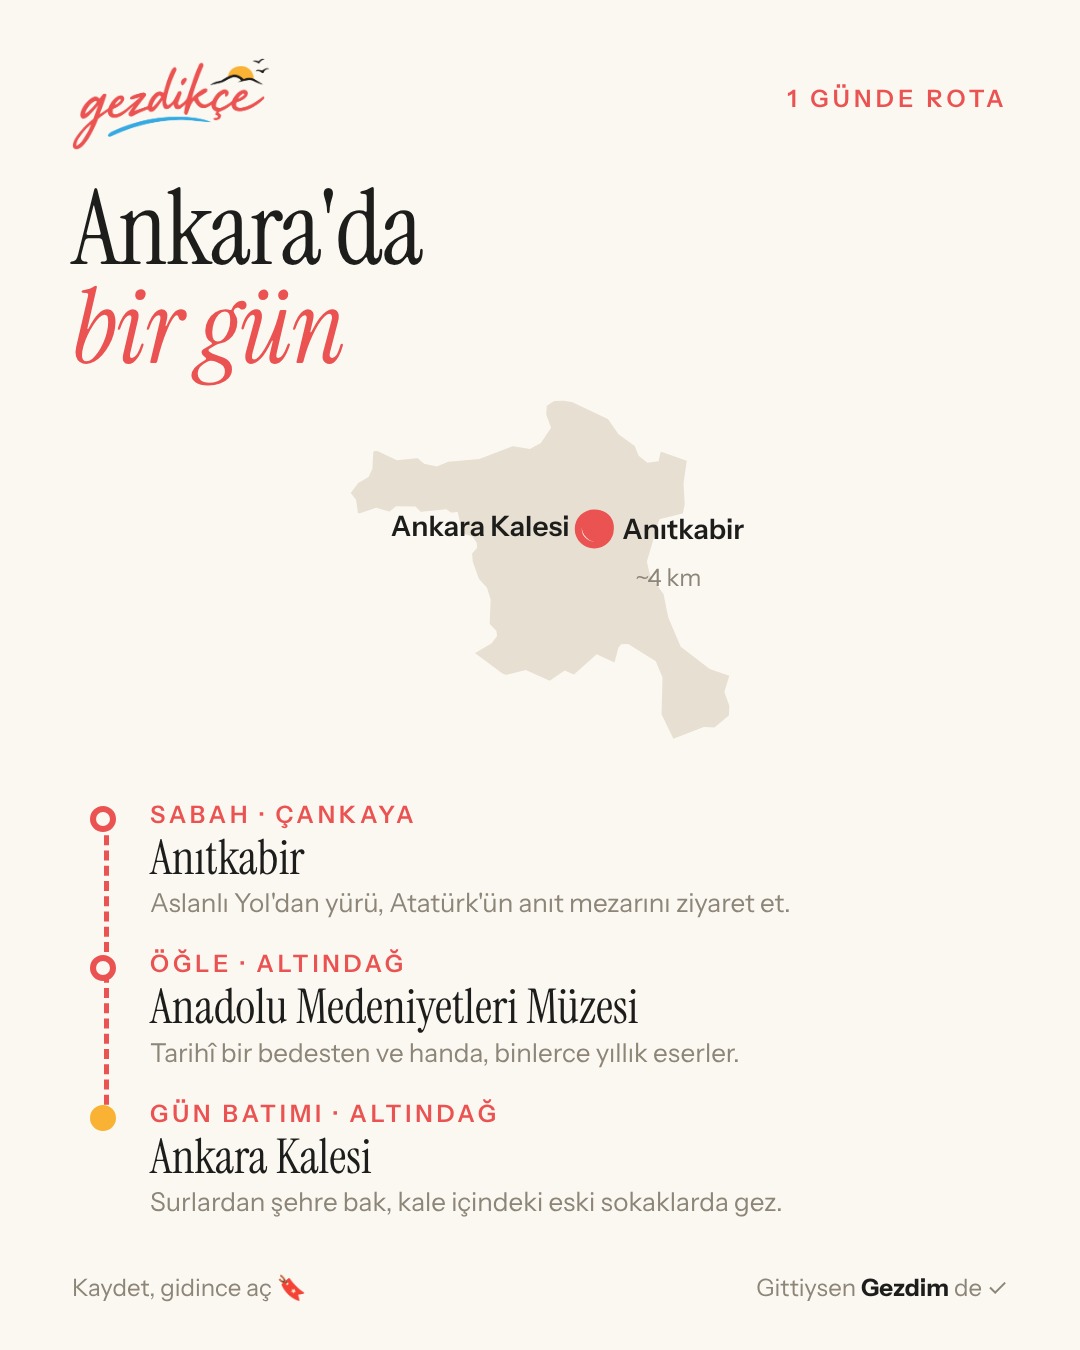 gezdikçe
1 GÜNDE ROTA
Ankara'da
bir gün
Ankara Kalesi
Anıtkabir
~4 km
SABAH · ÇANKAYA
Anıtkabir
Aslanlı Yol'dan yürü, Atatürk'ün anıt mezarını ziyaret et.
ÖĞLE · ALTINDAĞ
Anadolu Medeniyetleri Müzesi
Tarihî bir bedesten ve handa, binlerce yıllık eserler.
GÜN BATIMI · ALTINDAĞ
Ankara Kalesi
Surlardan şehre bak, kale içindeki eski sokaklarda gez.
Kaydet, gidince aç 🔖
Gittiysen Gezdim de ✓